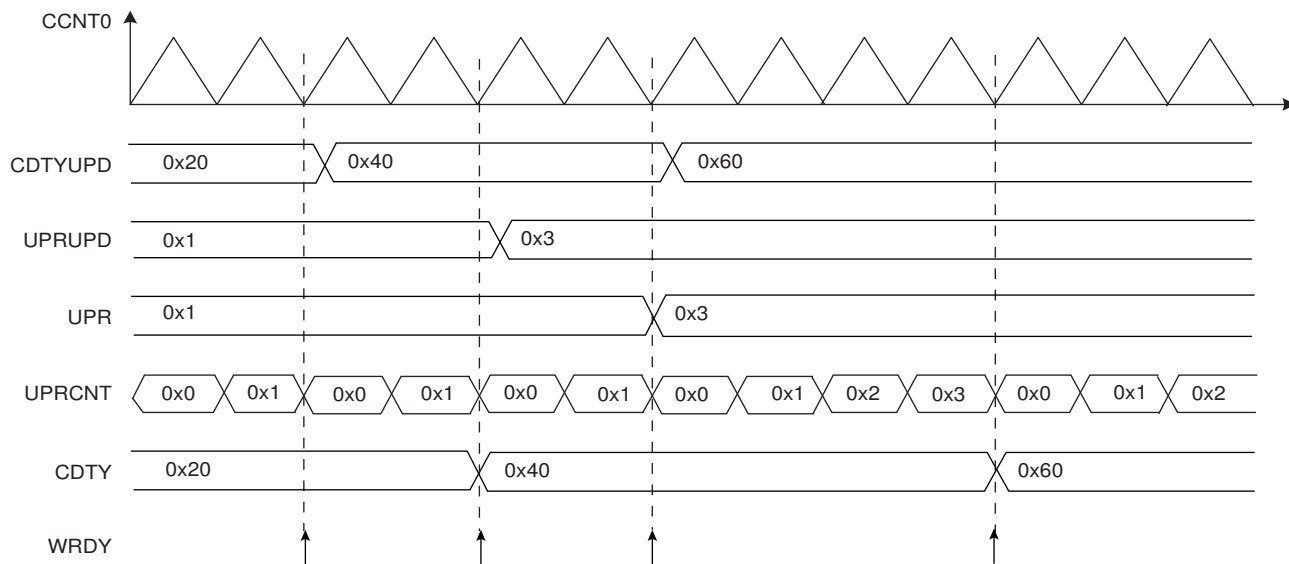 CCNT0
CDTYUPD 0x20 0x40 0x60
UPRUPD 0x1 0x3
UPR 0x1 0x3
UPRCNT 0x0 0x1 0x0 0x1 0x0 0x1 0x0 0x1 0x2 0x3 0x0 0x1 0x2
CDTY 0x20 0x40 0x60
WRDY